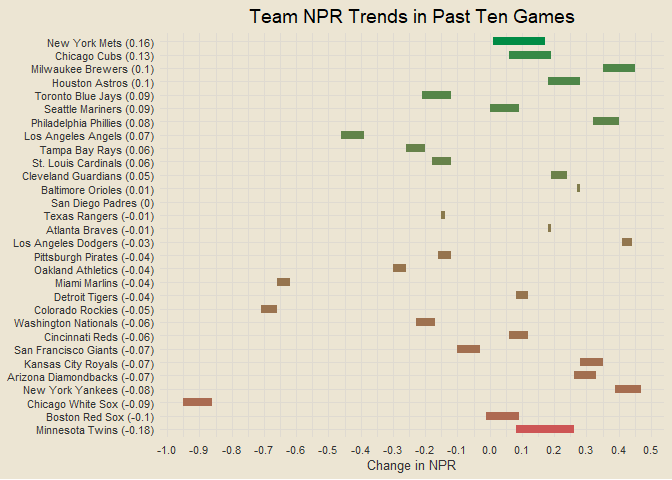 Team NPR Trends in Past Ten Games
New York Mets (0.16)
Chicago Cubs (0.13)
Milwaukee Brewers (0.1)
Houston Astros (0.1)
Toronto Blue Jays (0.09)
Seattle Mariners (0.09)
Philadelphia Phillies (0.08)
Los Angeles Angels (0.07)
Tampa Bay Rays (0.06)
St. Louis Cardinals (0.06)
Cleveland Guardians (0.05)
Baltimore Orioles (0.01)
San Diego Padres (0)
Texas Rangers (-0.01)
Atlanta Braves (-0.01)
Los Angeles Dodgers (-0.03)
Pittsburgh Pirates (-0.04)
Oakland Athletics (-0.04)
Miami Marlins (-0.04)
Detroit Tigers (-0.04)
Colorado Rockies (-0.05)
Washington Nationals (-0.06)
Cincinnati Reds (-0.06)
San Francisco Giants (-0.07)
Kansas City Royals (-0.07)
Arizona Diamondbacks (-0.07)
New York Yankees (-0.08)
Chicago White Sox (-0.09)
Boston Red Sox (-0.1)
Minnesota Twins (-0.18)
-1.0 -0.9 -0.8 -0.7 -0.6 -0.5 -0.4 -0.3 -0.2 -0.1 0.0 0.1 0.2 0.3 0.4 0.5
Change in NPR